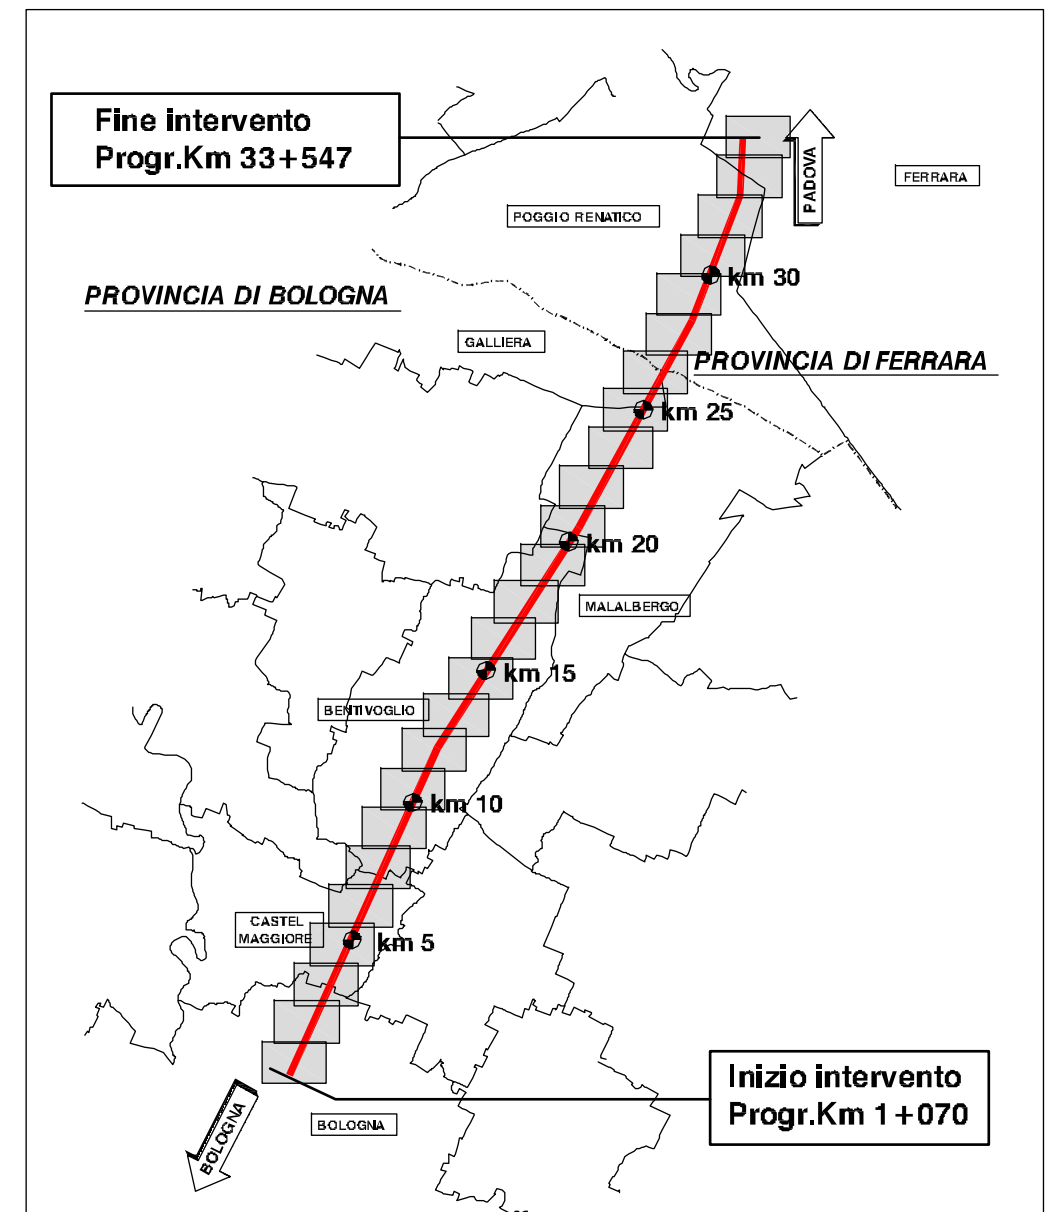 Fine intervento
Progr.Km 33+547
PADOVA
FERRARA
POGGIO RENATICO
km 30
PROVINCIA DI BOLOGNA
GALLIERA
PROVINCIA DI FERRARA
km 25
km 20
MALALBERGO
km 15
BENTIVOGLIO
km 10
CASTEL
MAGGIORE
km 5
Inizio intervento
Progr.Km 1+070
BOLOGNA
BOLOGNA